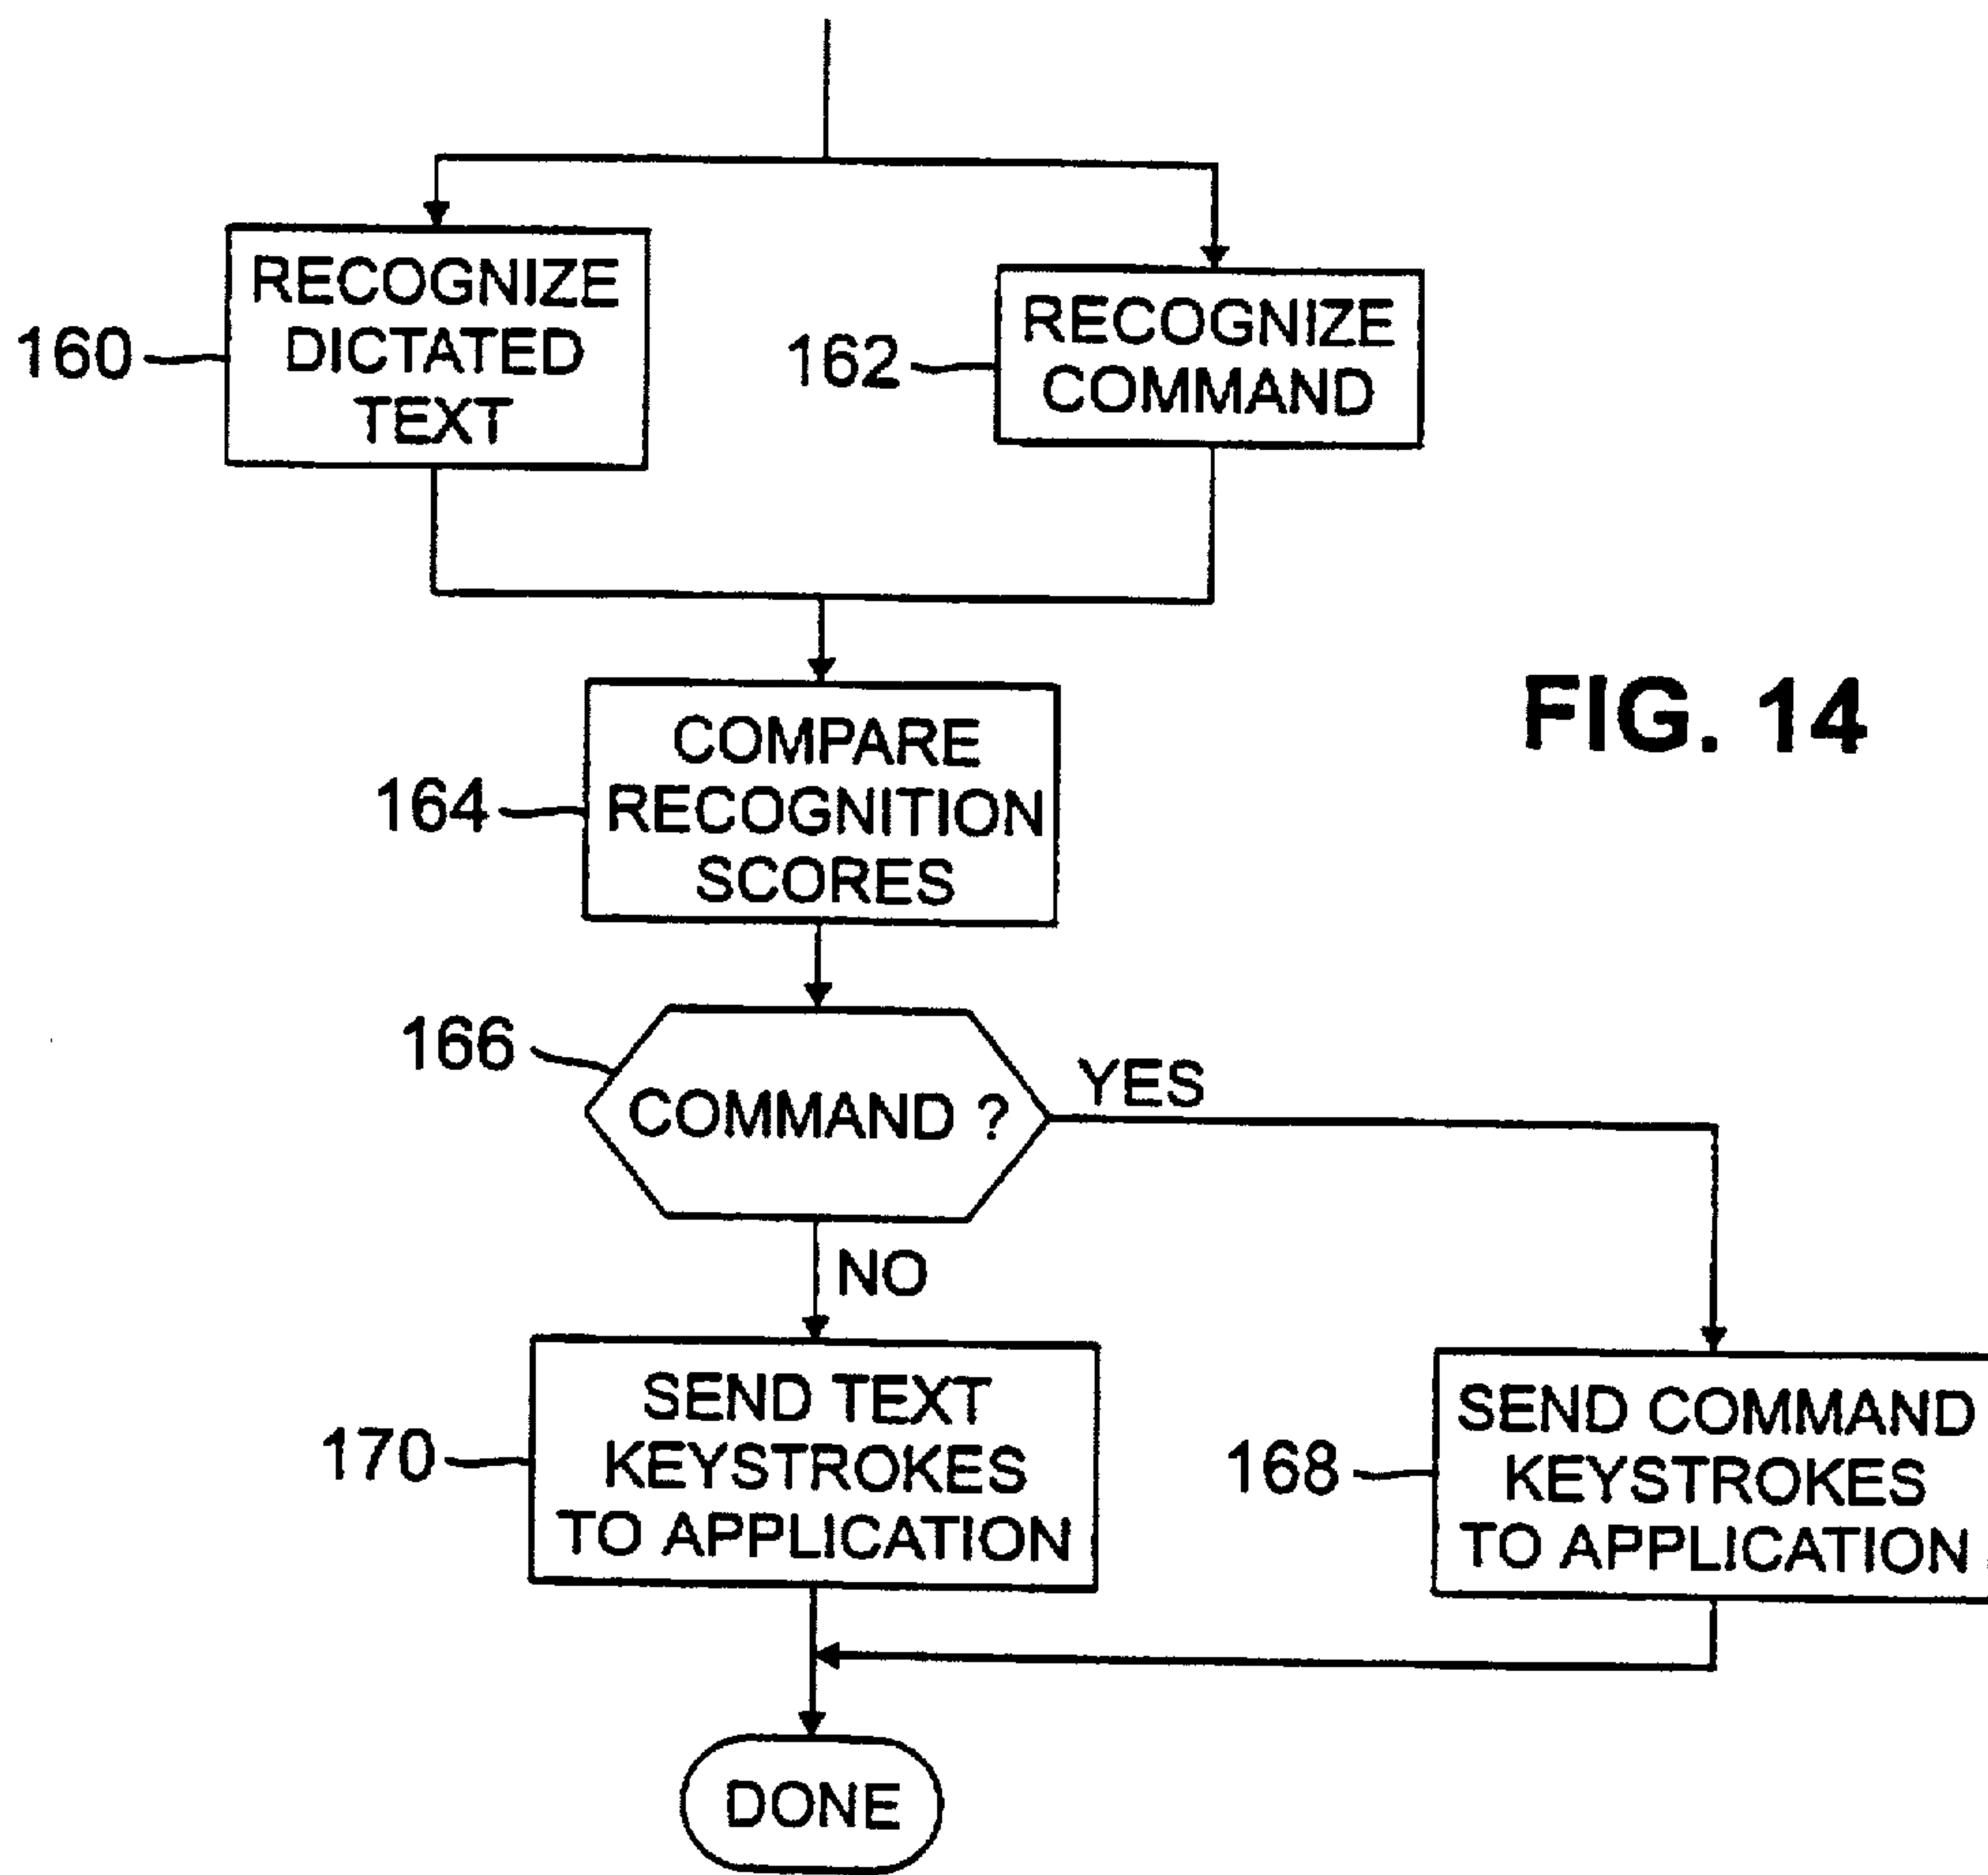 RECOGNIZE
DICTATED
TEXT
160
RECOGNIZE
COMMAND
162
COMPARE
RECOGNITION
SCORES
164
FIG. 14
166
COMMAND ?
YES
NO
SEND TEXT
KEYSTROKES
TO APPLICATION
170
SEND COMMAND
KEYSTROKES
TO APPLICATION
168
DONE